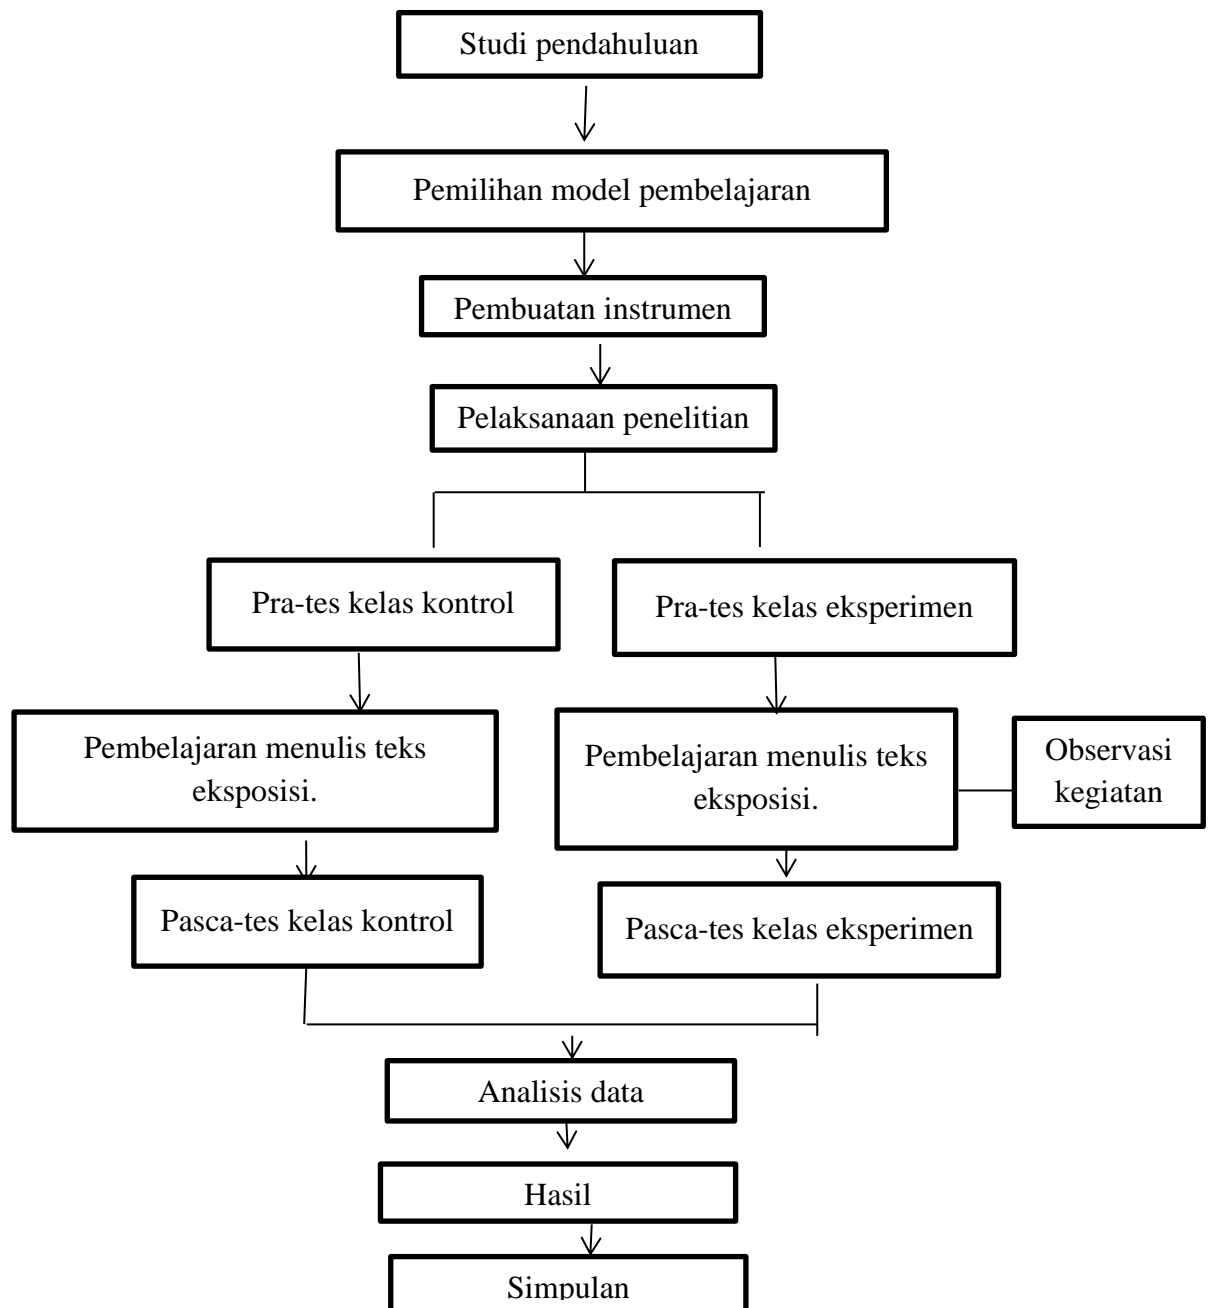 Studi pendahuluan
Pemilihan model pembelajaran
Pembuatan instrumen
Pelaksanaan penelitian
Pra-tes kelas kontrol
Pra-tes kelas eksperimen
Pembelajaran menulis teks
eksposisi.
Pembelajaran menulis teks
eksposisi.
Observasi
kegiatan
Pasca-tes kelas kontrol
Pasca-tes kelas eksperimen
Analisis data
Hasil
Simpulan